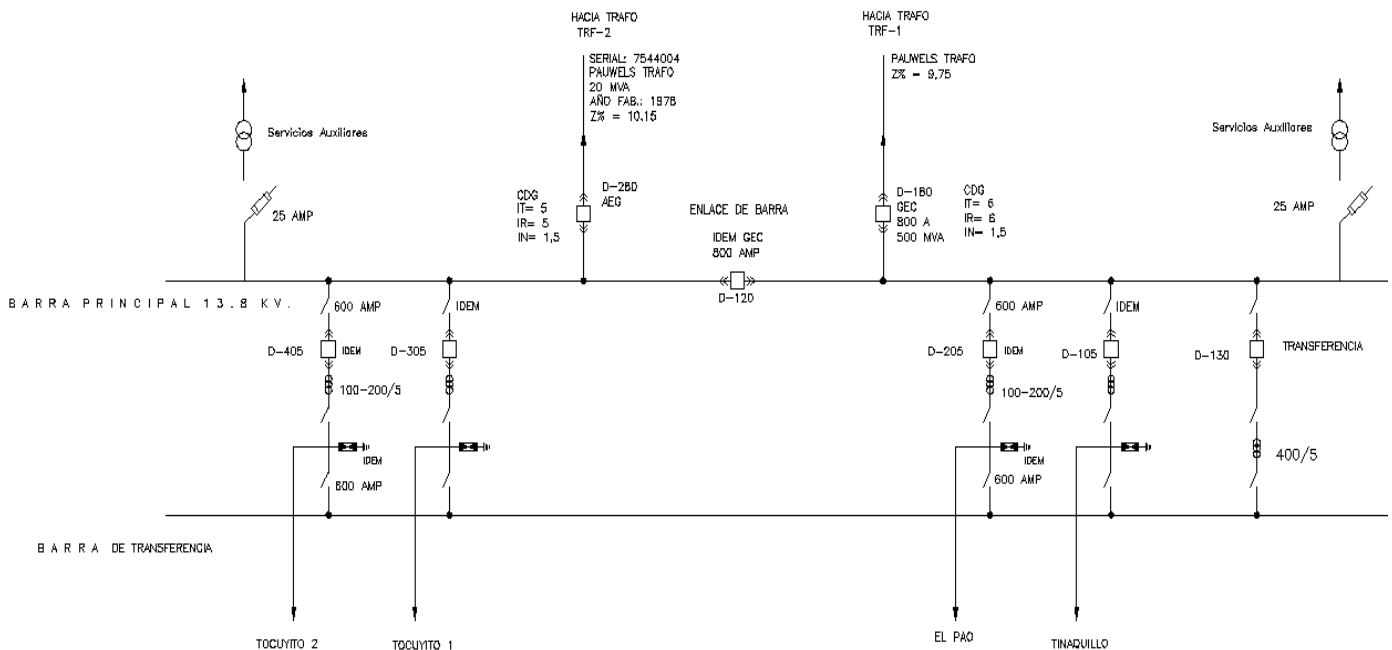 HACIA TRAFO
TRF-2
SERIAL: 7544004
PAUWELS TRAFO
20 MVA
AÑO FAB.: 1978
Z% = 10.15
HACIA TRAFO
TRF-1
PAUWELS TRAFO
Z% = 9,75
Servicios Auxiliares
25 AMP
CDG
IT= 5
IR= 5
IN= 1,5
D-260
AEG
ENLACE DE BARRA
IDEM GEC
800 AMP
D-120
D-160
GEC
800 A
500 MVA
CDG
IT= 6
IR= 6
IN= 1,5
Servicios Auxiliares
25 AMP
BARRA PRINCIPAL 13.8 KV.
600 AMP
IDEM
D-405
IDEM
D-305
100-200/5
IDEM
600 AMP
600 AMP
IDEM
D-205
IDEM
D-105
D-130
TRANSFERENCIA
100-200/5
IDEM
600 AMP
400/5
BARRA DE TRANSFERENCIA
TOCUYITO 2
TOCUYITO 1
EL PAO
TINAQUILLO